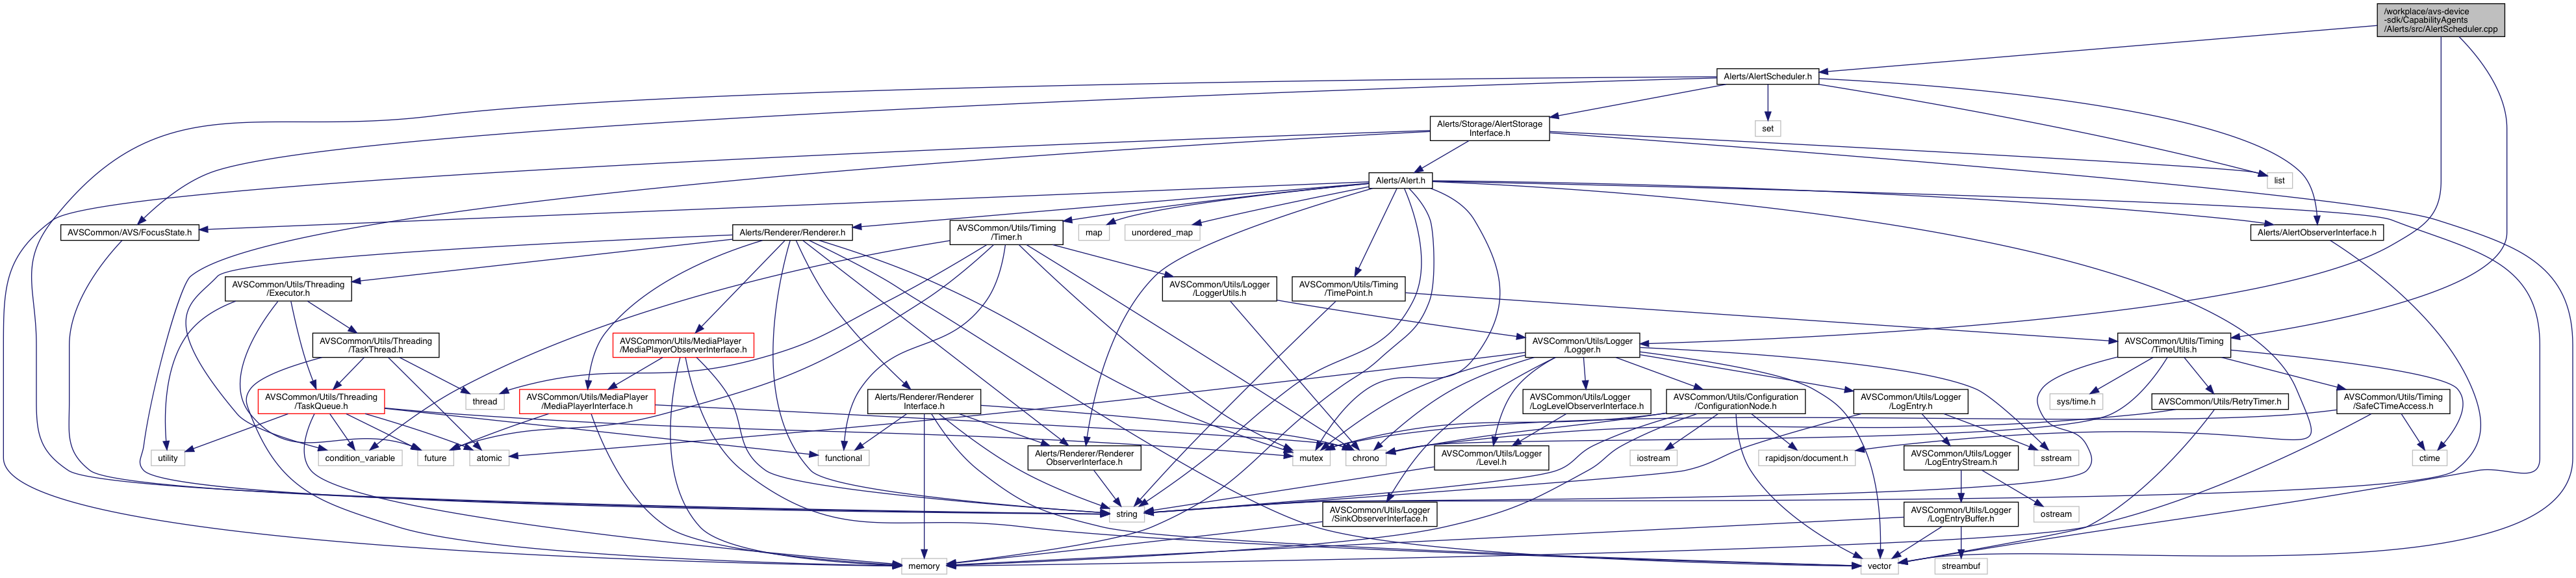 /workplace/avs-device
-sdk/CapabilityAgents
/Alerts/src/AlertScheduler.cpp
Alerts/AlertScheduler.h
Alerts/Storage/AlertStorage
Interface.h
set
Alerts/Alert.h
list
AVSCommon/AVS/FocusState.h
Alerts/Renderer/Renderer.h
AVSCommon/Utils/Timing
/Timer.h
map
unordered_map
Alerts/AlertObserverInterface.h
AVSCommon/Utils/Threading
/Executor.h
AVSCommon/Utils/Logger
/LoggerUtils.h
AVSCommon/Utils/Timing
/TimePoint.h
AVSCommon/Utils/Threading
/TaskThread.h
AVSCommon/Utils/MediaPlayer
/MediaPlayerObserverInterface.h
AVSCommon/Utils/Logger
/Logger.h
AVSCommon/Utils/Timing
/TimeUtils.h
AVSCommon/Utils/Threading
/TaskQueue.h
thread
AVSCommon/Utils/MediaPlayer
/MediaPlayerInterface.h
Alerts/Renderer/Renderer
Interface.h
AVSCommon/Utils/Logger
/LogLevelObserverInterface.h
AVSCommon/Utils/Configuration
/ConfigurationNode.h
AVSCommon/Utils/Logger
/LogEntry.h
sys/time.h
AVSCommon/Utils/RetryTimer.h
AVSCommon/Utils/Timing
/SafeCTimeAccess.h
utility
condition_variable
future
atomic
functional
Alerts/Renderer/Renderer
ObserverInterface.h
mutex
chrono
AVSCommon/Utils/Logger
/Level.h
iostream
rapidjson/document.h
AVSCommon/Utils/Logger
/LogEntryStream.h
sstream
ctime
string
AVSCommon/Utils/Logger
/SinkObserverInterface.h
AVSCommon/Utils/Logger
/LogEntryBuffer.h
ostream
memory
vector
streambuf